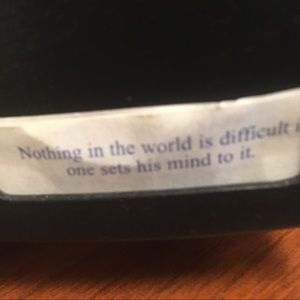 Nothing in the world is difficult
one sets his mind to it.